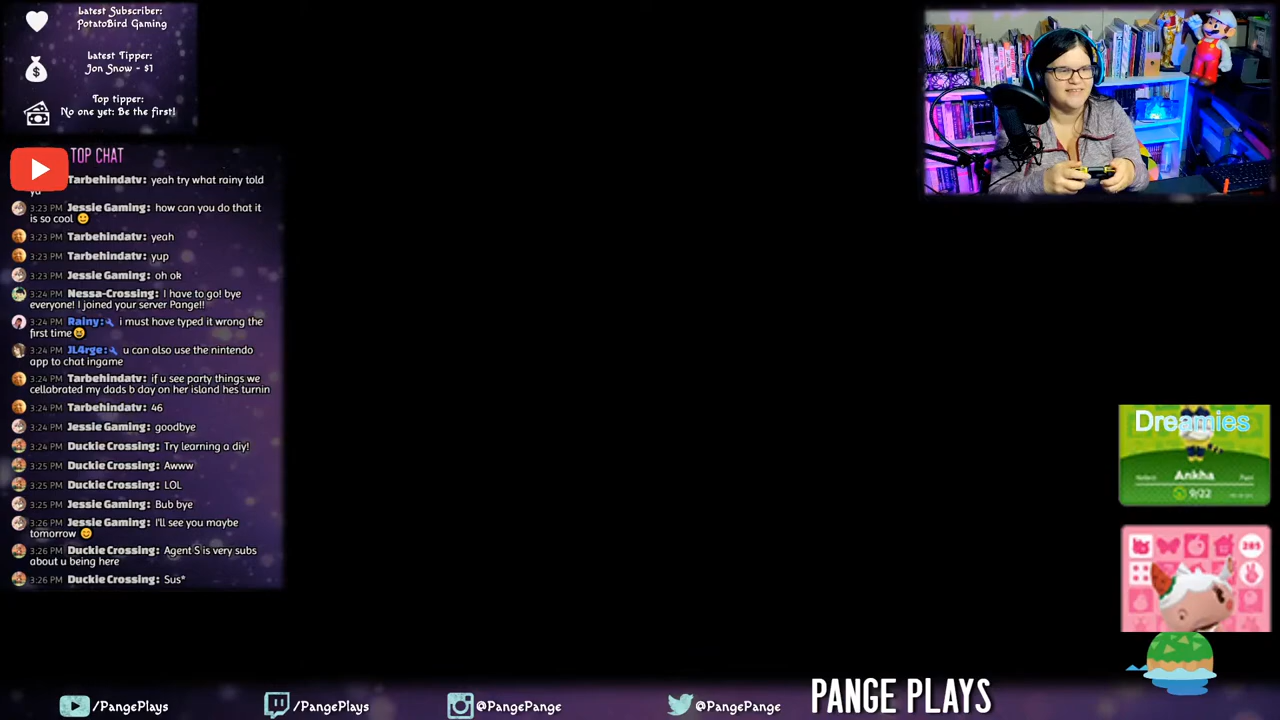 Latest Subscriber:
PotatoBird Gaming
Latest Tipper:
Jon Snow - $1
Top tipper:
No one yet: Be the first!
TOP CHAT
Tarbehindatv: yeah try what rainy told
ya
3:23 PM Jessie Gaming: how can you do that it
is so cool 😊
3:23 PM Tarbehindatv: yeah
3:23 PM Tarbehindatv: yup
3:23 PM Jessie Gaming: oh ok
3:24 PM Nessa-Crossing: I have to go! bye
everyone! I joined your server Pange!!
3:24 PM Rainy: i must have typed it wrong the
first time😆
3:24 PM JL4rge: u can also use the nintendo
app to chat ingame
3:24 PM Tarbehindatv: if u see party things we
cellobrated my dads b day on her island hes turnin
3:24 PM Tarbehindatv: 46
3:24 PM Jessie Gaming: goodbye
3:24 PM Duckie Crossing: Try learning a diy!
3:25 PM Duckie Crossing: Awww
3:25 PM Duckie Crossing: LOL
3:25 PM Jessie Gaming: Bub bye
3:26 PM Jessie Gaming: I'll see you maybe
tomorrow 😊
3:26 PM Duckie Crossing: Agent S is very subs
about u being here
3:26 PM Duckie Crossing: Sus*
Dreamies
Ankha
9/22
285
/PangePlays
/PangePlays
@PangePange
@PangePange
PANGE PLAYS